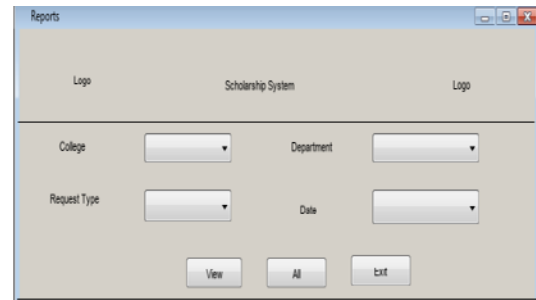 Reports
Logo Scholarship System Logo
College Department
Request Type Date
View All Exit